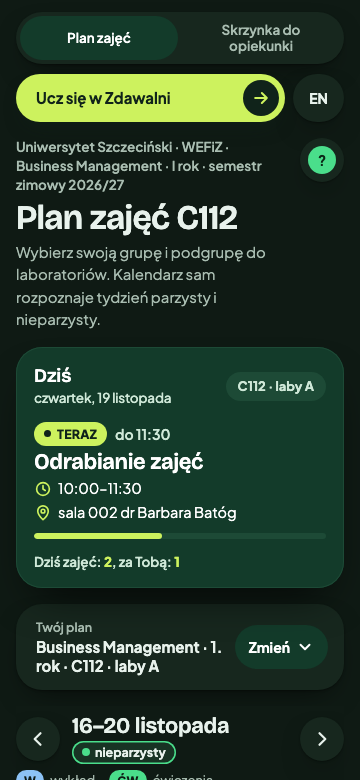 Plan zajęć
Skrzynka do
opiekunki
Ucz się w Zdawalni
EN
Uniwersytet Szczeciński · WEFiZ ·
Business Management · I rok · semestr
zimowy 2026/27
?
Plan zajęć C112
Wybierz swoją grupę i podgrupę do
laboratoriów. Kalendarz sam
rozpoznaje tydzień parzysty i
nieparzysty.
Dziś
czwartek, 19 listopada
C112 · laby A
TERAZ do 11:30
Odrabianie zajęć
10:00–11:30
sala 002 dr Barbara Batóg
Dziś zajęć: 2, za Tobą: 1
Twój plan
Business Management · 1.
rok · C112 · laby A
Zmień
16–20 listopada
nieparzysty
W wykład ĆW ćwiczenia